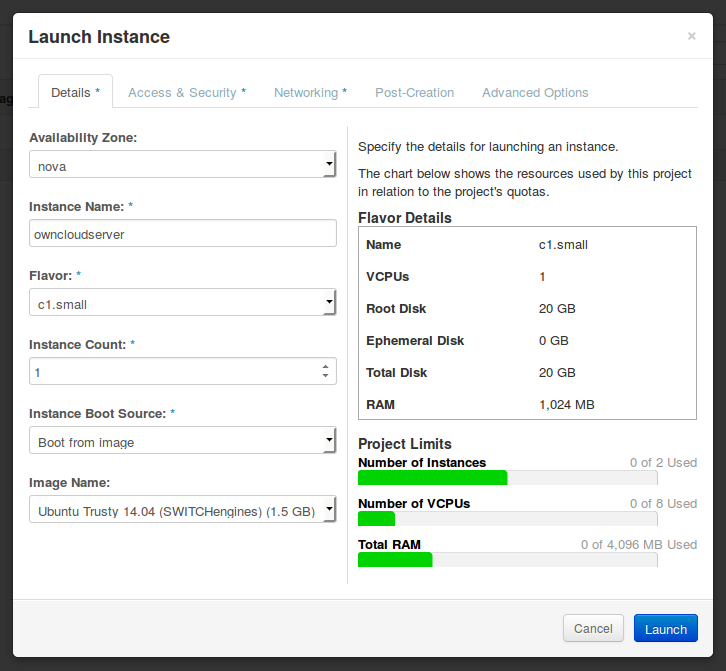 Launch Instance
×
Details *
Access & Security *
Networking *
Post-Creation
Advanced Options
Availability Zone:
nova
Instance Name: *
owncloudserver
Flavor: *
c1.small
Instance Count: *
1
Instance Boot Source: *
Boot from image
Image Name:
Ubuntu Trusty 14.04 (SWITCHengines) (1.5 GB)
Specify the details for launching an instance.
The chart below shows the resources used by this project
in relation to the project's quotas.
Flavor Details
Name c1.small
VCPUs 1
Root Disk 20 GB
Ephemeral Disk 0 GB
Total Disk 20 GB
RAM 1,024 MB
Project Limits
Number of Instances 0 of 2 Used
Number of VCPUs 0 of 8 Used
Total RAM 0 of 4,096 MB Used
Cancel
Launch